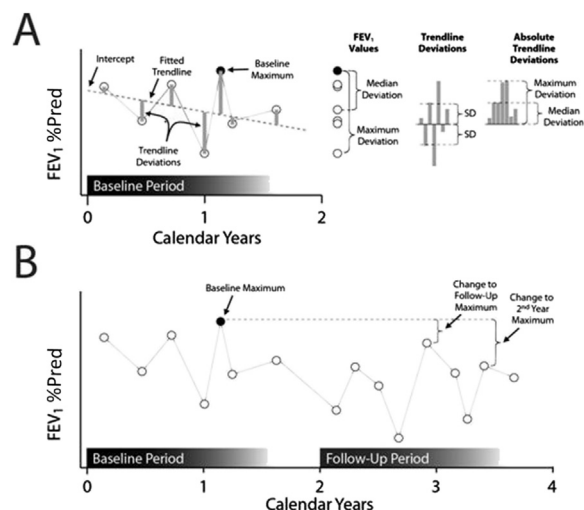 A
FEV₁ %Pred
Intercept
Fitted
Trendline
Baseline
Maximum
Trendline
Deviations
Baseline Period
0
1
2
Calendar Years
FEV₁
Values
Median
Deviation
Maximum
Deviation
Trendline
Deviations
SD
SD
Absolute
Trendline
Deviations
Maximum
Deviation
Median
Deviation
B
FEV₁ %Pred
Baseline Maximum
Change to
Follow-Up
Maximum
Change to
2nd Year
Maximum
Baseline Period
Follow-Up Period
0
1
2
3
4
Calendar Years